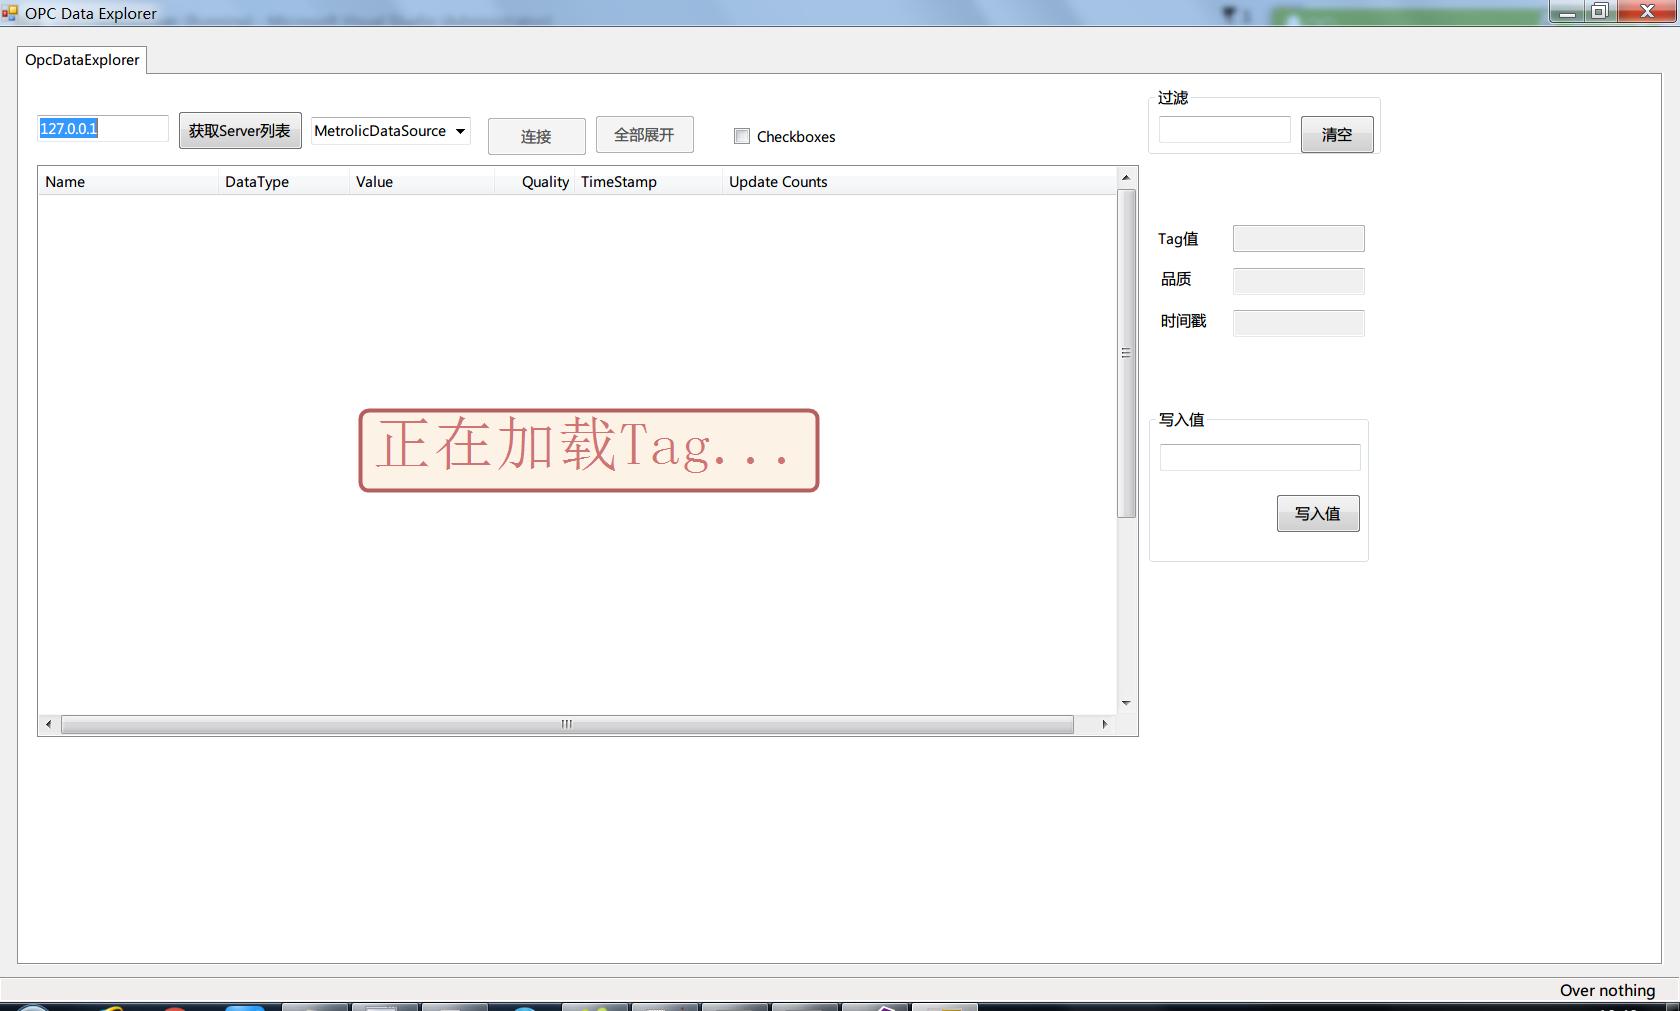 OPC Data Explorer
OpcDataExplorer
127.0.0.1
获取Server列表
MetrolicDataSource
连接
全部展开
Checkboxes
过滤
清空
Name DataType Value Quality TimeStamp Update Counts
Tag值
品质
时间戳
正在加载Tag...
写入值
写入值
Over nothing